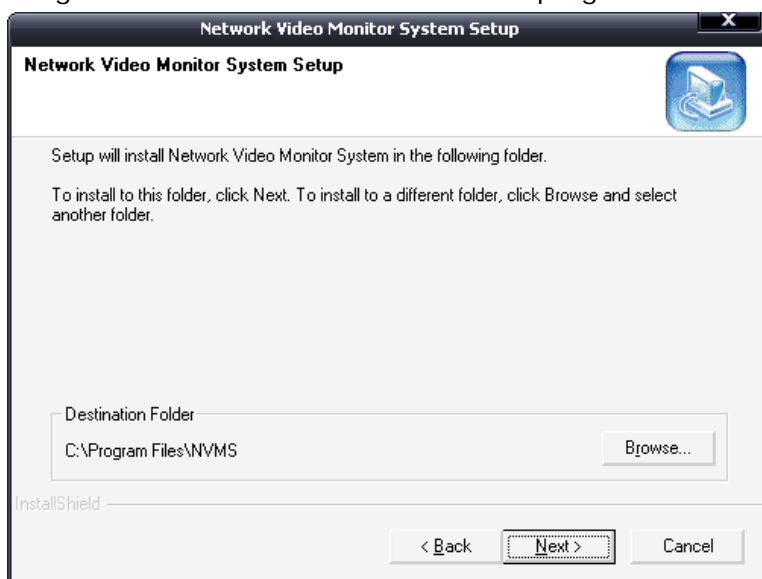 Network Video Monitor System Setup
X
Network Video Monitor System Setup
Setup will install Network Video Monitor System in the following folder.
To install to this folder, click Next. To install to a different folder, click Browse and select
another folder.
Destination Folder
C:\Program Files\NVMS
Browse...
InstallShield
< Back
Next >
Cancel